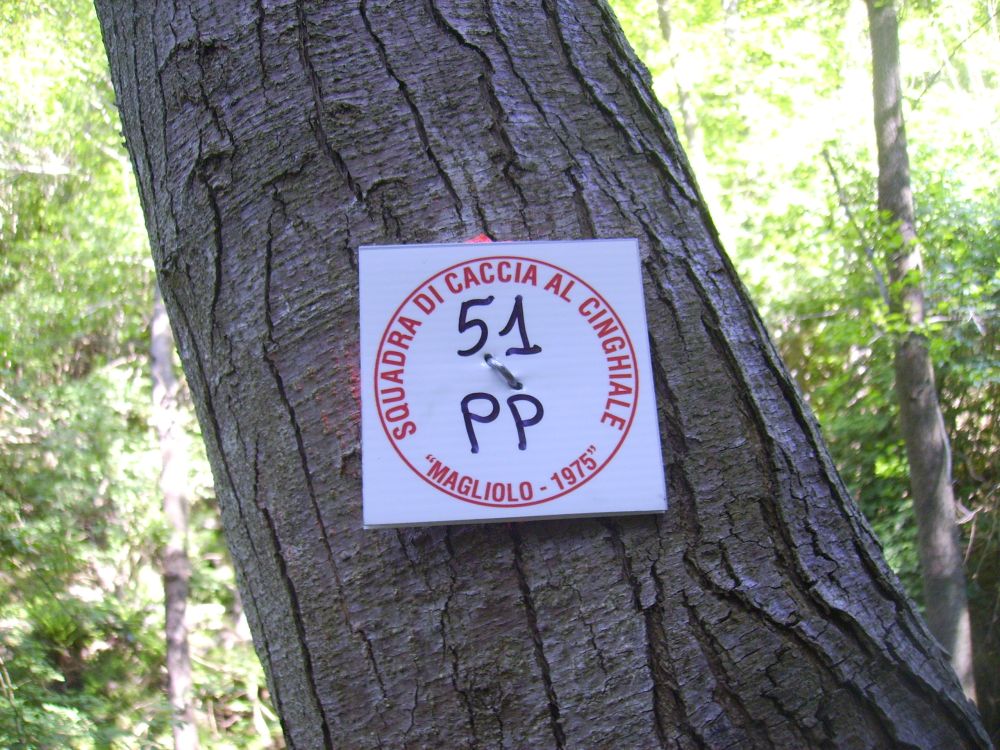 SQUADRA DI CACCIA AL CINGHIALE
51
PP
"MAGLIOLO - 1975"